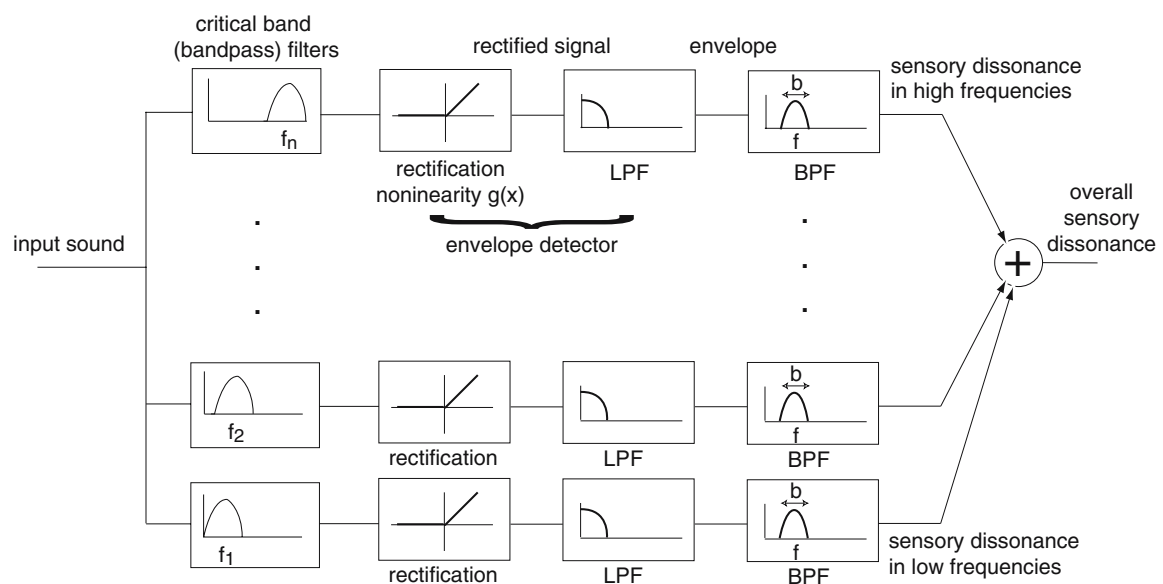 critical band
(bandpass) filters
rectified signal
envelope
sensory dissonance
in high frequencies
f_n
b
f
rectification
noninearity g(x)
LPF
BPF
envelope detector
input sound
overall
sensory
dissonance
+
f_2
b
f
rectification
LPF
BPF
f_1
b
f
rectification
LPF
BPF
sensory dissonance
in low frequencies